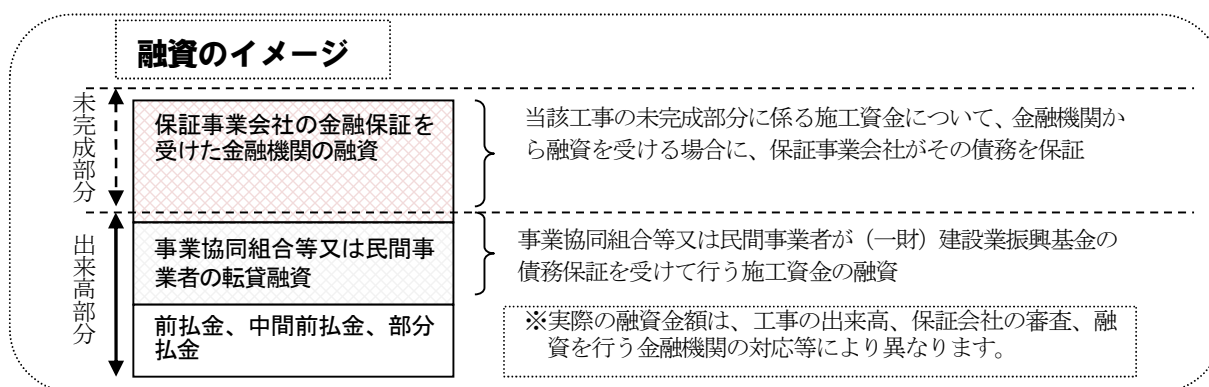 融資のイメージ
未完成部分
保証事業会社の金融保証を
受けた金融機関の融資
当該工事の未完成部分に係る施工資金について、金融機関か
ら融資を受ける場合に、保証事業会社がその債務を保証
出来高部分
事業協同組合等又は民間事
業者の転貸融資
事業協同組合等又は民間事業者が（一財）建設業振興基金の
債務保証を受けて行う施工資金の融資
前払金、中間前払金、部分
払金
※実際の融資金額は、工事の出来高、保証会社の審査、融
資を行う金融機関の対応等により異なります。